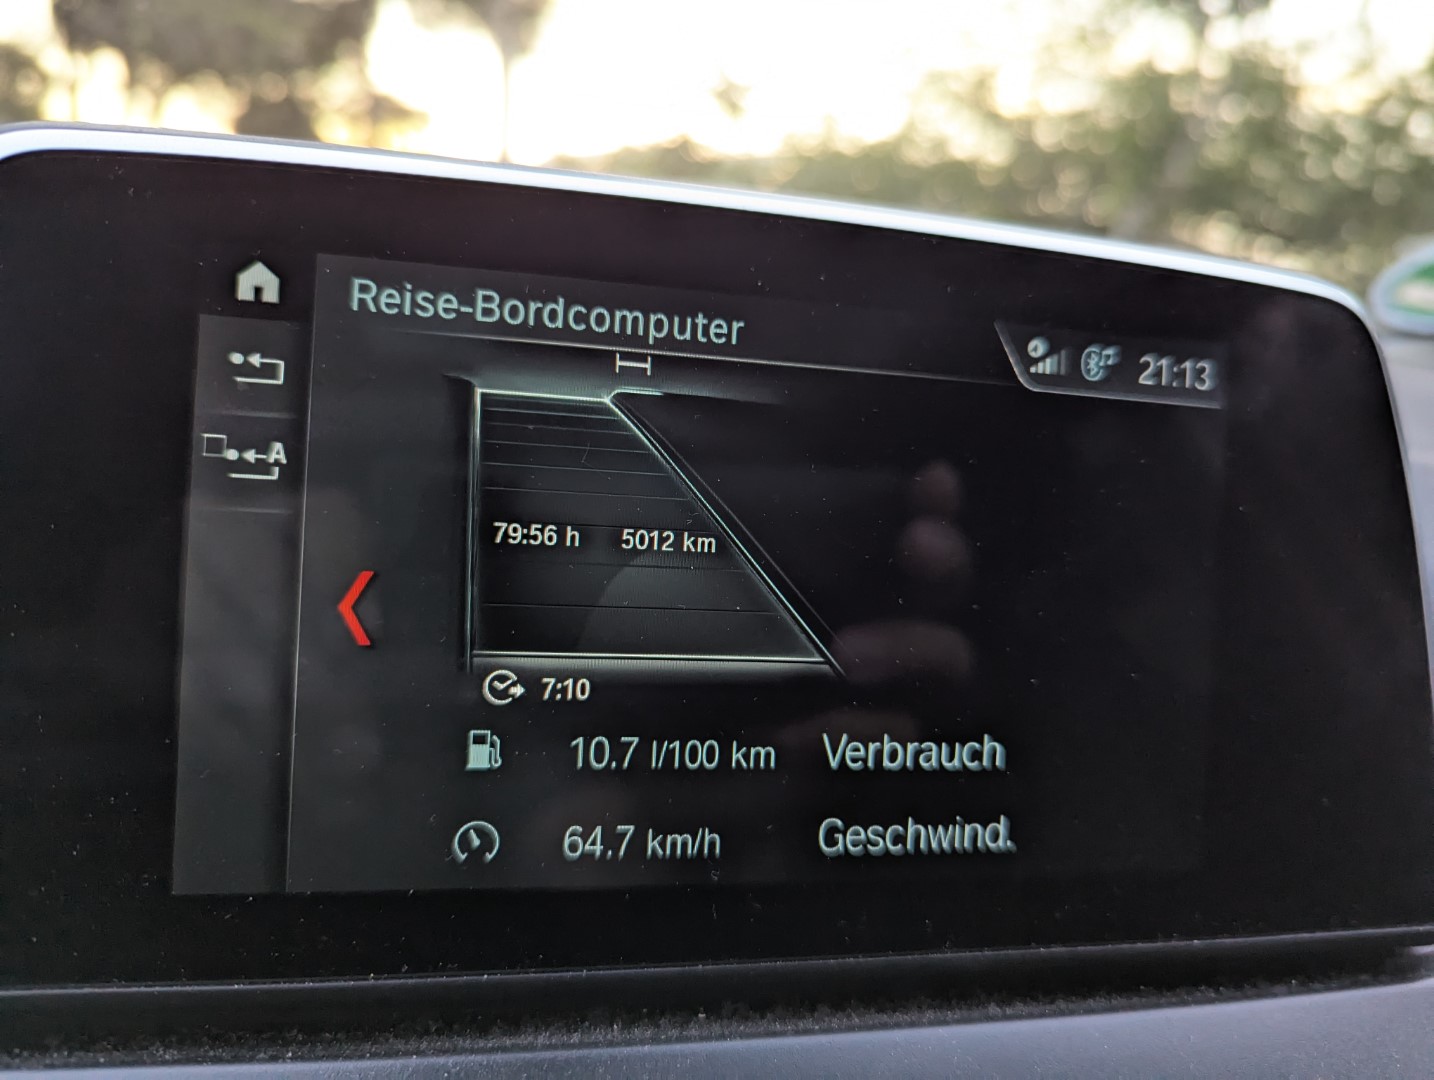 Reise-Bordcomputer
21:13
79:56 h 5012 km
7:10
10.7 l/100 km Verbrauch
64.7 km/h Geschwind.